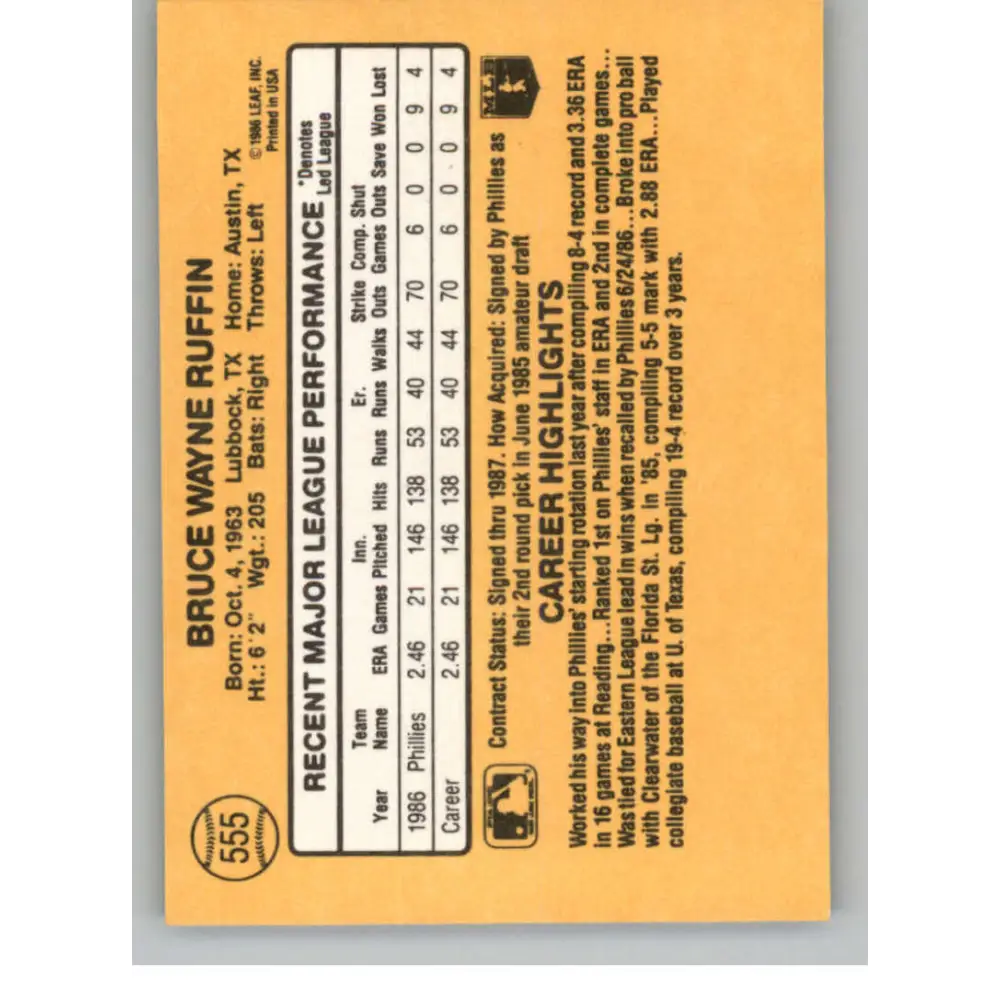 555
BRUCE WAYNE RUFFIN
Born: Oct. 4, 1963 Lubbock, TX Home: Austin, TX
Ht.: 6'2" Wgt.: 205 Bats: Right Throws: Left
©1986 LEAF, INC.
Printed in USA
RECENT MAJOR LEAGUE PERFORMANCE
*Denotes
Led League
Team Inn. Er. Strike Comp. Shut
Year Name ERA Games Pitched Hits Runs Runs Walks Outs Games Outs Save Won Lost
1986 Phillies 2.46 21 146 138 53 40 44 70 6 0 0 9 4
Career 2.46 21 146 138 53 40 44 70 6 0 0 9 4
Contract Status: Signed thru 1987. How Acquired: Signed by Phillies as
their 2nd round pick in June 1985 amateur draft
MLB
CAREER HIGHLIGHTS
Worked his way into Phillies' starting rotation last year after compiling 8-4 record and 3.36 ERA
in 16 games at Reading...Ranked 1st on Phillies' staff in ERA and 2nd in complete games...
Was tied for Eastern League lead in wins when recalled by Phillies 6/24/86...Broke into pro ball
with Clearwater of the Florida St. Lg. in '85, compiling 5-5 mark with 2.88 ERA...Played
collegiate baseball at U. of Texas, compiling 19-4 record over 3 years.